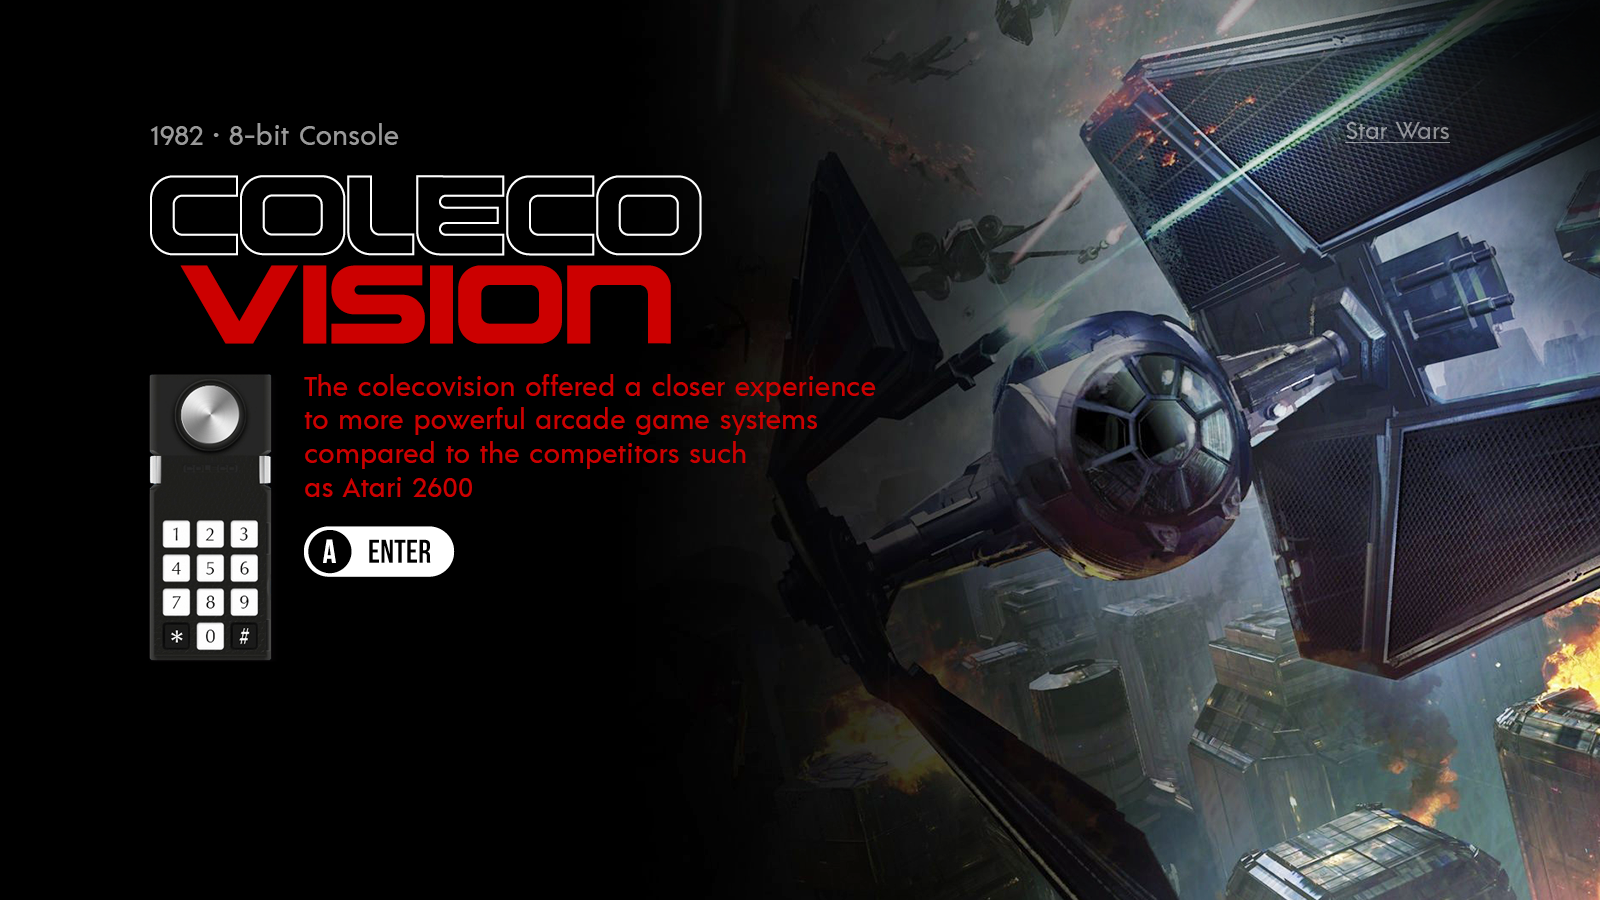 1982 · 8-bit Console
Star Wars
COLECO
VISION
The colecovision offered a closer experience
to more powerful arcade game systems
compared to the competitors such
as Atari 2600
A ENTER
1 2 3
4 5 6
7 8 9
* 0 #